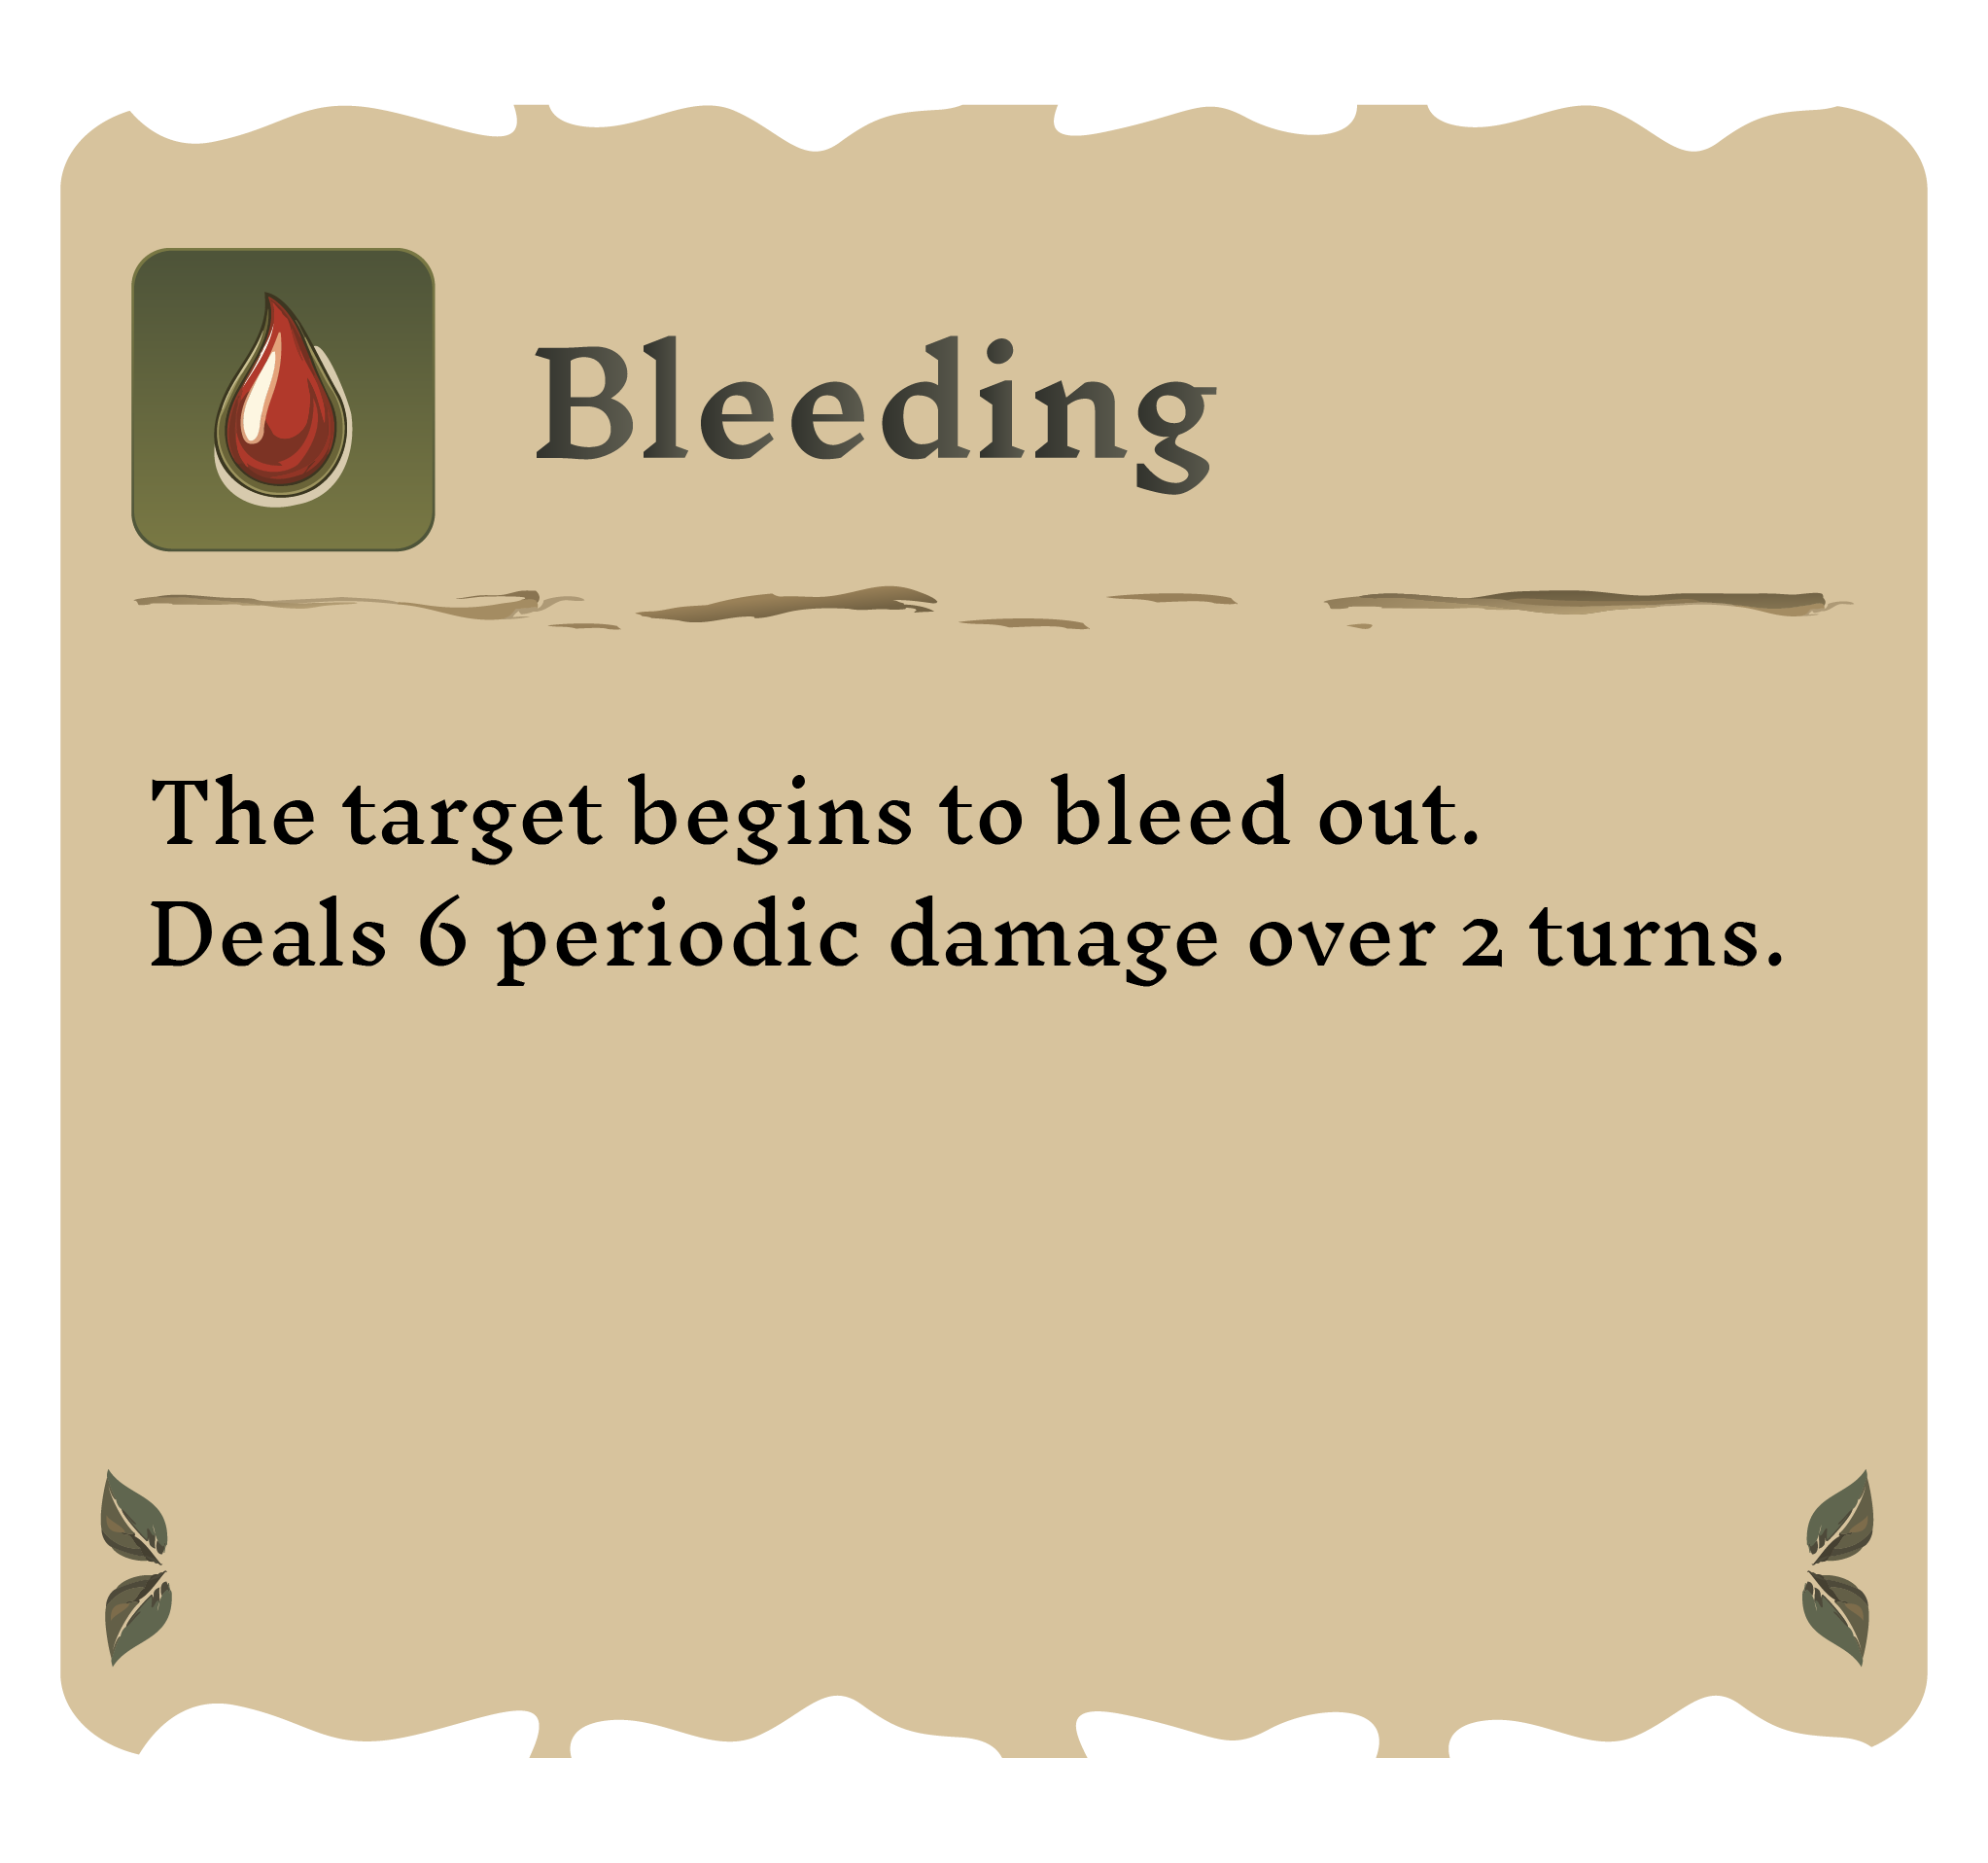 Bleeding
The target begins to bleed out.
Deals 6 periodic damage over 2 turns.